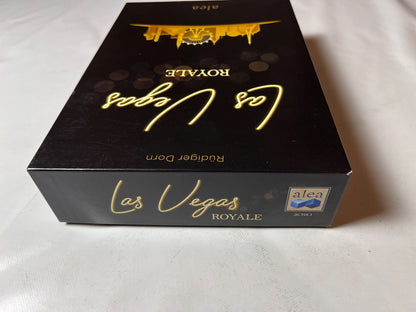 alea
Las Vegas
ROYALE
Rüdiger Dorn
Las Vegas
ROYALE
alea